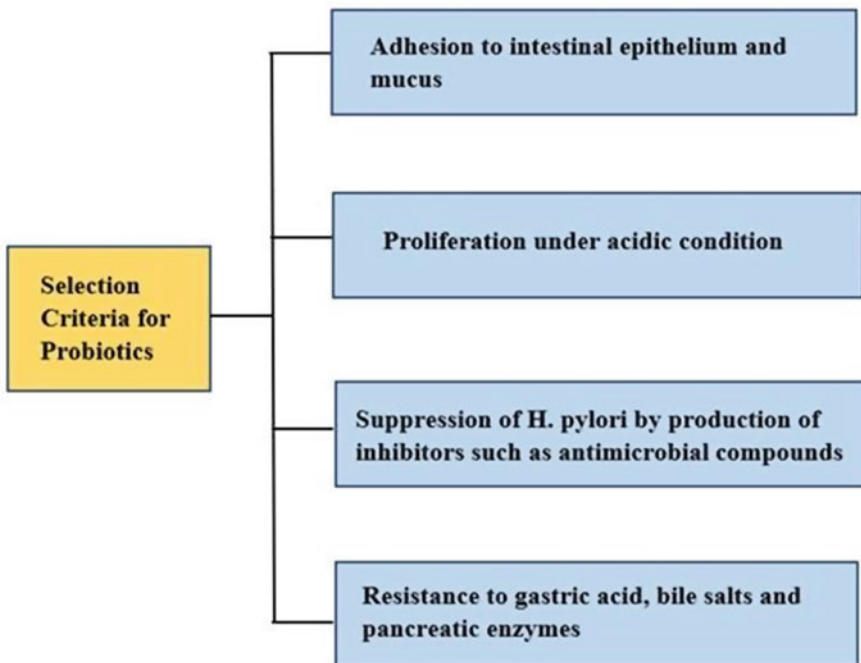 Adhesion to intestinal epithelium and
mucus
Proliferation under acidic condition
Selection
Criteria for
Probiotics
Suppression of H. pylori by production of
inhibitors such as antimicrobial compounds
Resistance to gastric acid, bile salts and
pancreatic enzymes